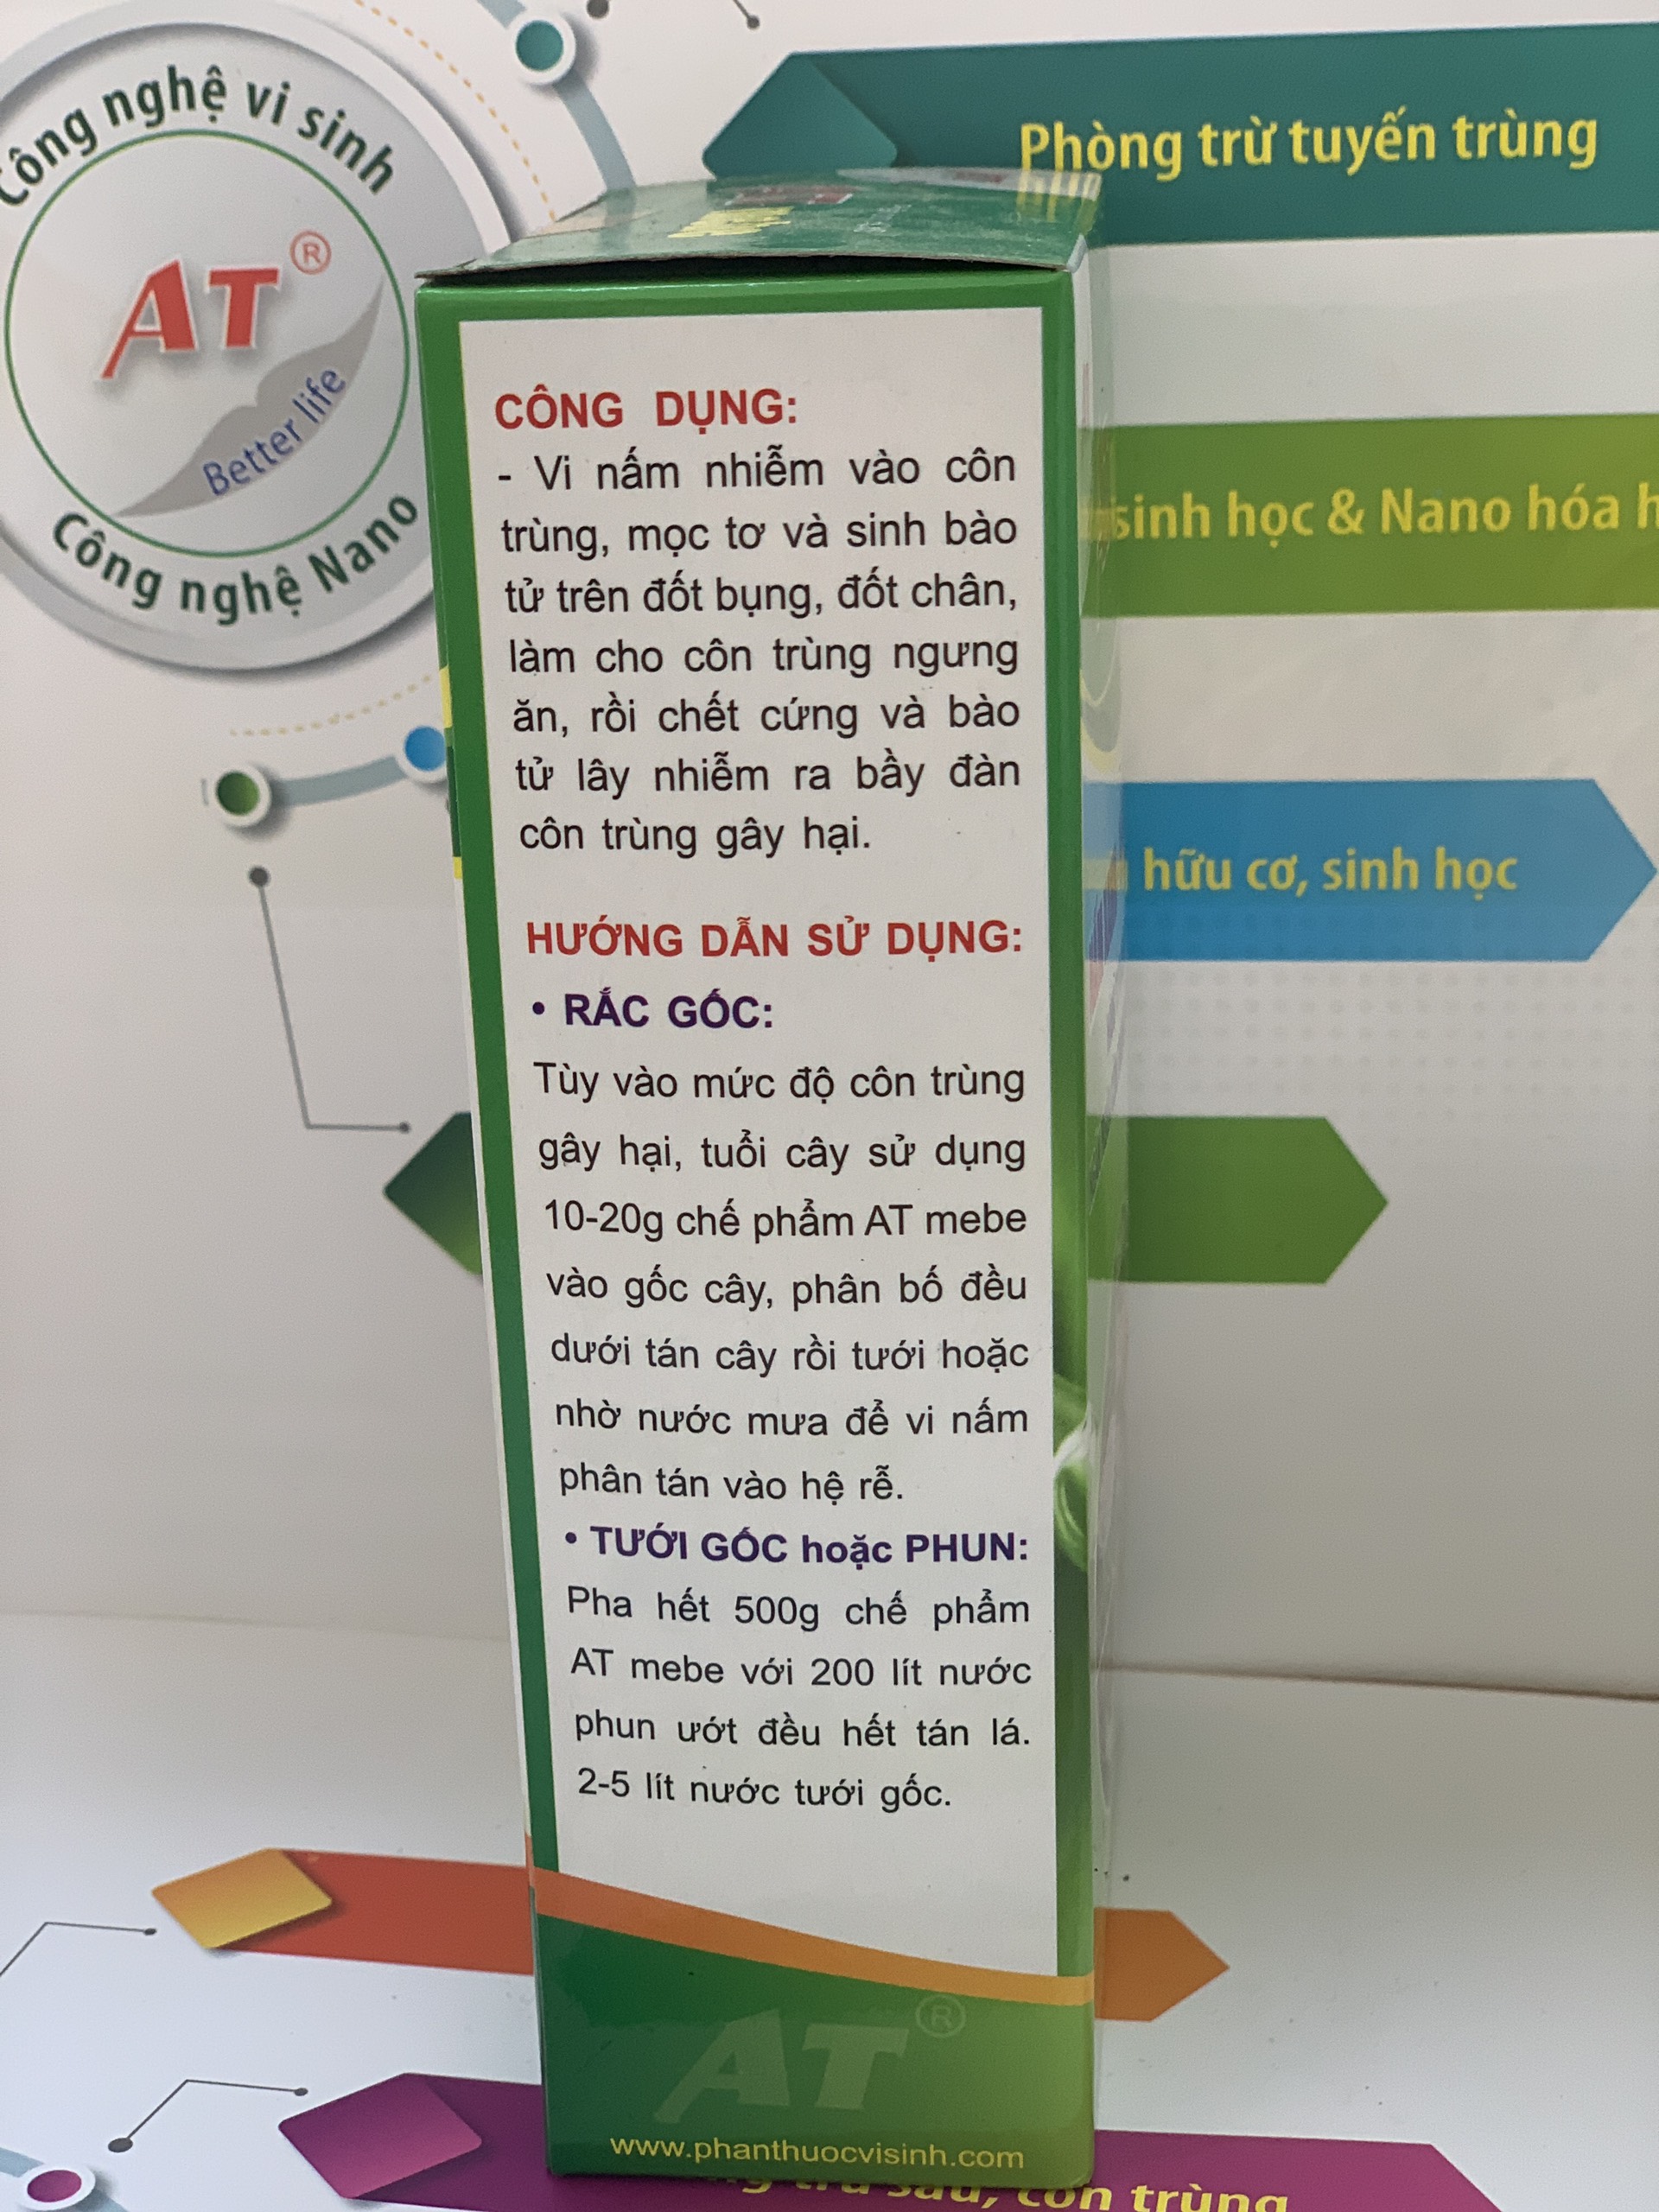 Công nghệ vi sinh
AT®
Better life
Công nghệ Nano
Phòng trừ tuyến trùng
sinh học & Nano hóa
hữu cơ, sinh học
CÔNG DỤNG:
- Vi nấm nhiễm vào côn
trùng, mọc tơ và sinh bào
tử trên đốt bụng, đốt chân,
làm cho côn trùng ngưng
ăn, rồi chết cứng và bào
tử lây nhiễm ra bầy đàn
côn trùng gây hại.
HƯỚNG DẪN SỬ DỤNG:
• RẮC GỐC:
Tùy vào mức độ côn trùng
gây hại, tuổi cây sử dụng
10-20g chế phẩm AT mebe
vào gốc cây, phân bố đều
dưới tán cây rồi tưới hoặc
nhờ nước mưa để vi nấm
phân tán vào hệ rễ.
• TƯỚI GỐC hoặc PHUN:
Pha hết 500g chế phẩm
AT mebe với 200 lít nước
phun ướt đều hết tán lá.
2-5 lít nước tưới gốc.
AT®
www.phanthuocvisinh.com
trừ sâu, côn trùng